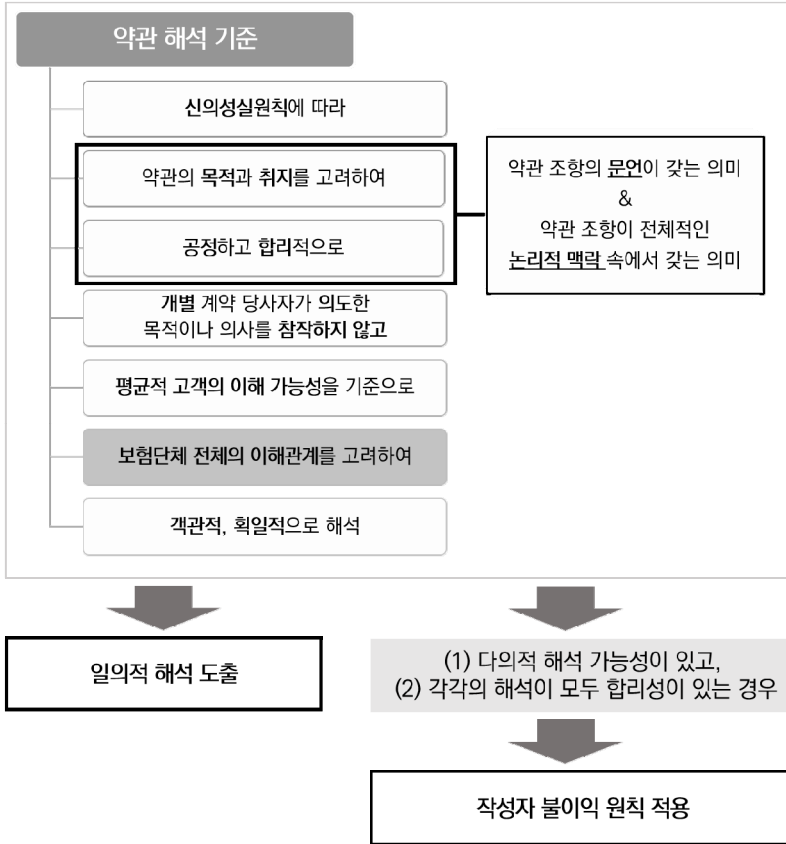 약관 해석 기준
신의성실원칙에 따라
약관의 목적과 취지를 고려하여
공정하고 합리적으로
약관 조항의 문언이 갖는 의미
&
약관 조항이 전체적인
논리적 맥락 속에서 갖는 의미
개별 계약 당사자가 의도한
목적이나 의사를 참작하지 않고
평균적 고객의 이해 가능성을 기준으로
보험단체 전체의 이해관계를 고려하여
객관적, 획일적으로 해석
일의적 해석 도출
(1) 다의적 해석 가능성이 있고,
(2) 각각의 해석이 모두 합리성이 있는 경우
작성자 불이익 원칙 적용